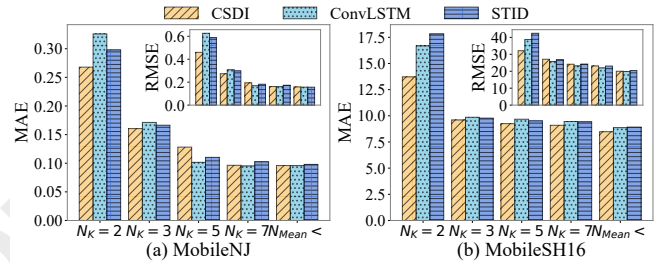 CSDI ConvLSTM STID
MAE
0.30
0.25
0.20
0.15
0.10
0.05
0.00
RMSE
0.6
0.4
0.2
0.0
N_K = 2 N_K = 3 N_K = 5 N_K = 7 N_Mean <
(a) MobileNJ
MAE
17.5
15.0
12.5
10.0
7.5
5.0
2.5
0.0
RMSE
40
30
20
10
0
N_K = 2 N_K = 3 N_K = 5 N_K = 7 N_Mean <
(b) MobileSH16